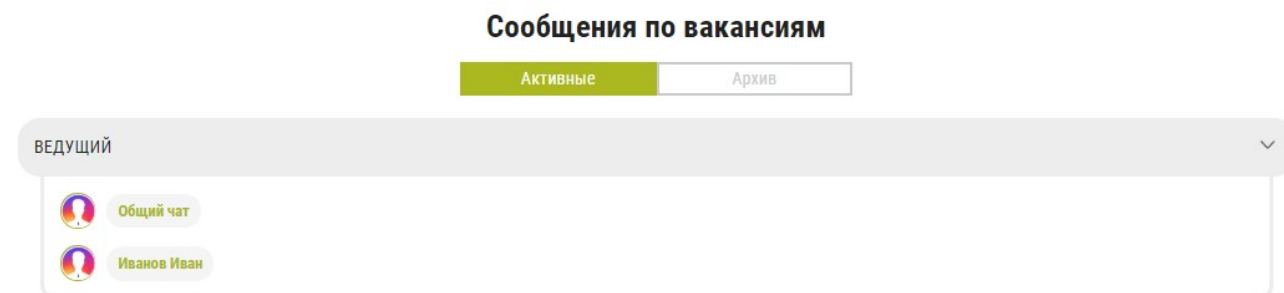 Сообщения по вакансиям
Активные Архив
ВЕДУЩИЙ
Общий чат
Иванов Иван